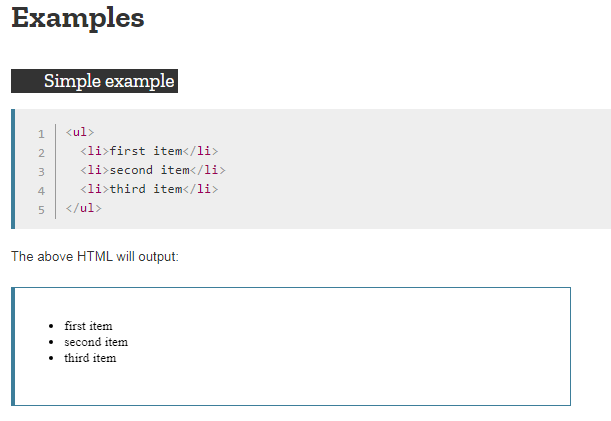 Examples
Simple example
1 <ul>
2   <li>first item</li>
3   <li>second item</li>
4   <li>third item</li>
5 </ul>
The above HTML will output:
• first item
• second item
• third item